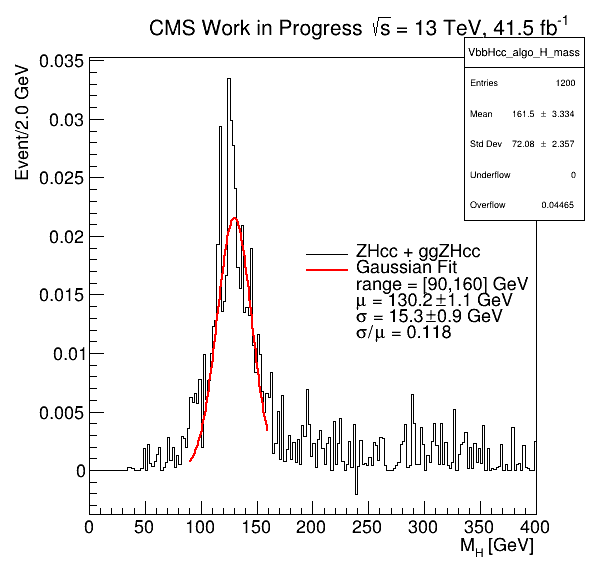 CMS Work in Progress √s = 13 TeV, 41.5 fb⁻¹
VbbHcc_algo_H_mass
Entries 1200
Mean 161.5 ± 3.334
Std Dev 72.08 ± 2.357
Underflow 0
Overflow 0.04465
Event/2.0 GeV
0.035
0.03
0.025
0.02
0.015
0.01
0.005
0
ZHcc + ggZHcc
Gaussian Fit
range = [90,160] GeV
μ = 130.2±1.1 GeV
σ = 15.3±0.9 GeV
σ/μ = 0.118
0 50 100 150 200 250 300 350 400
M_H [GeV]